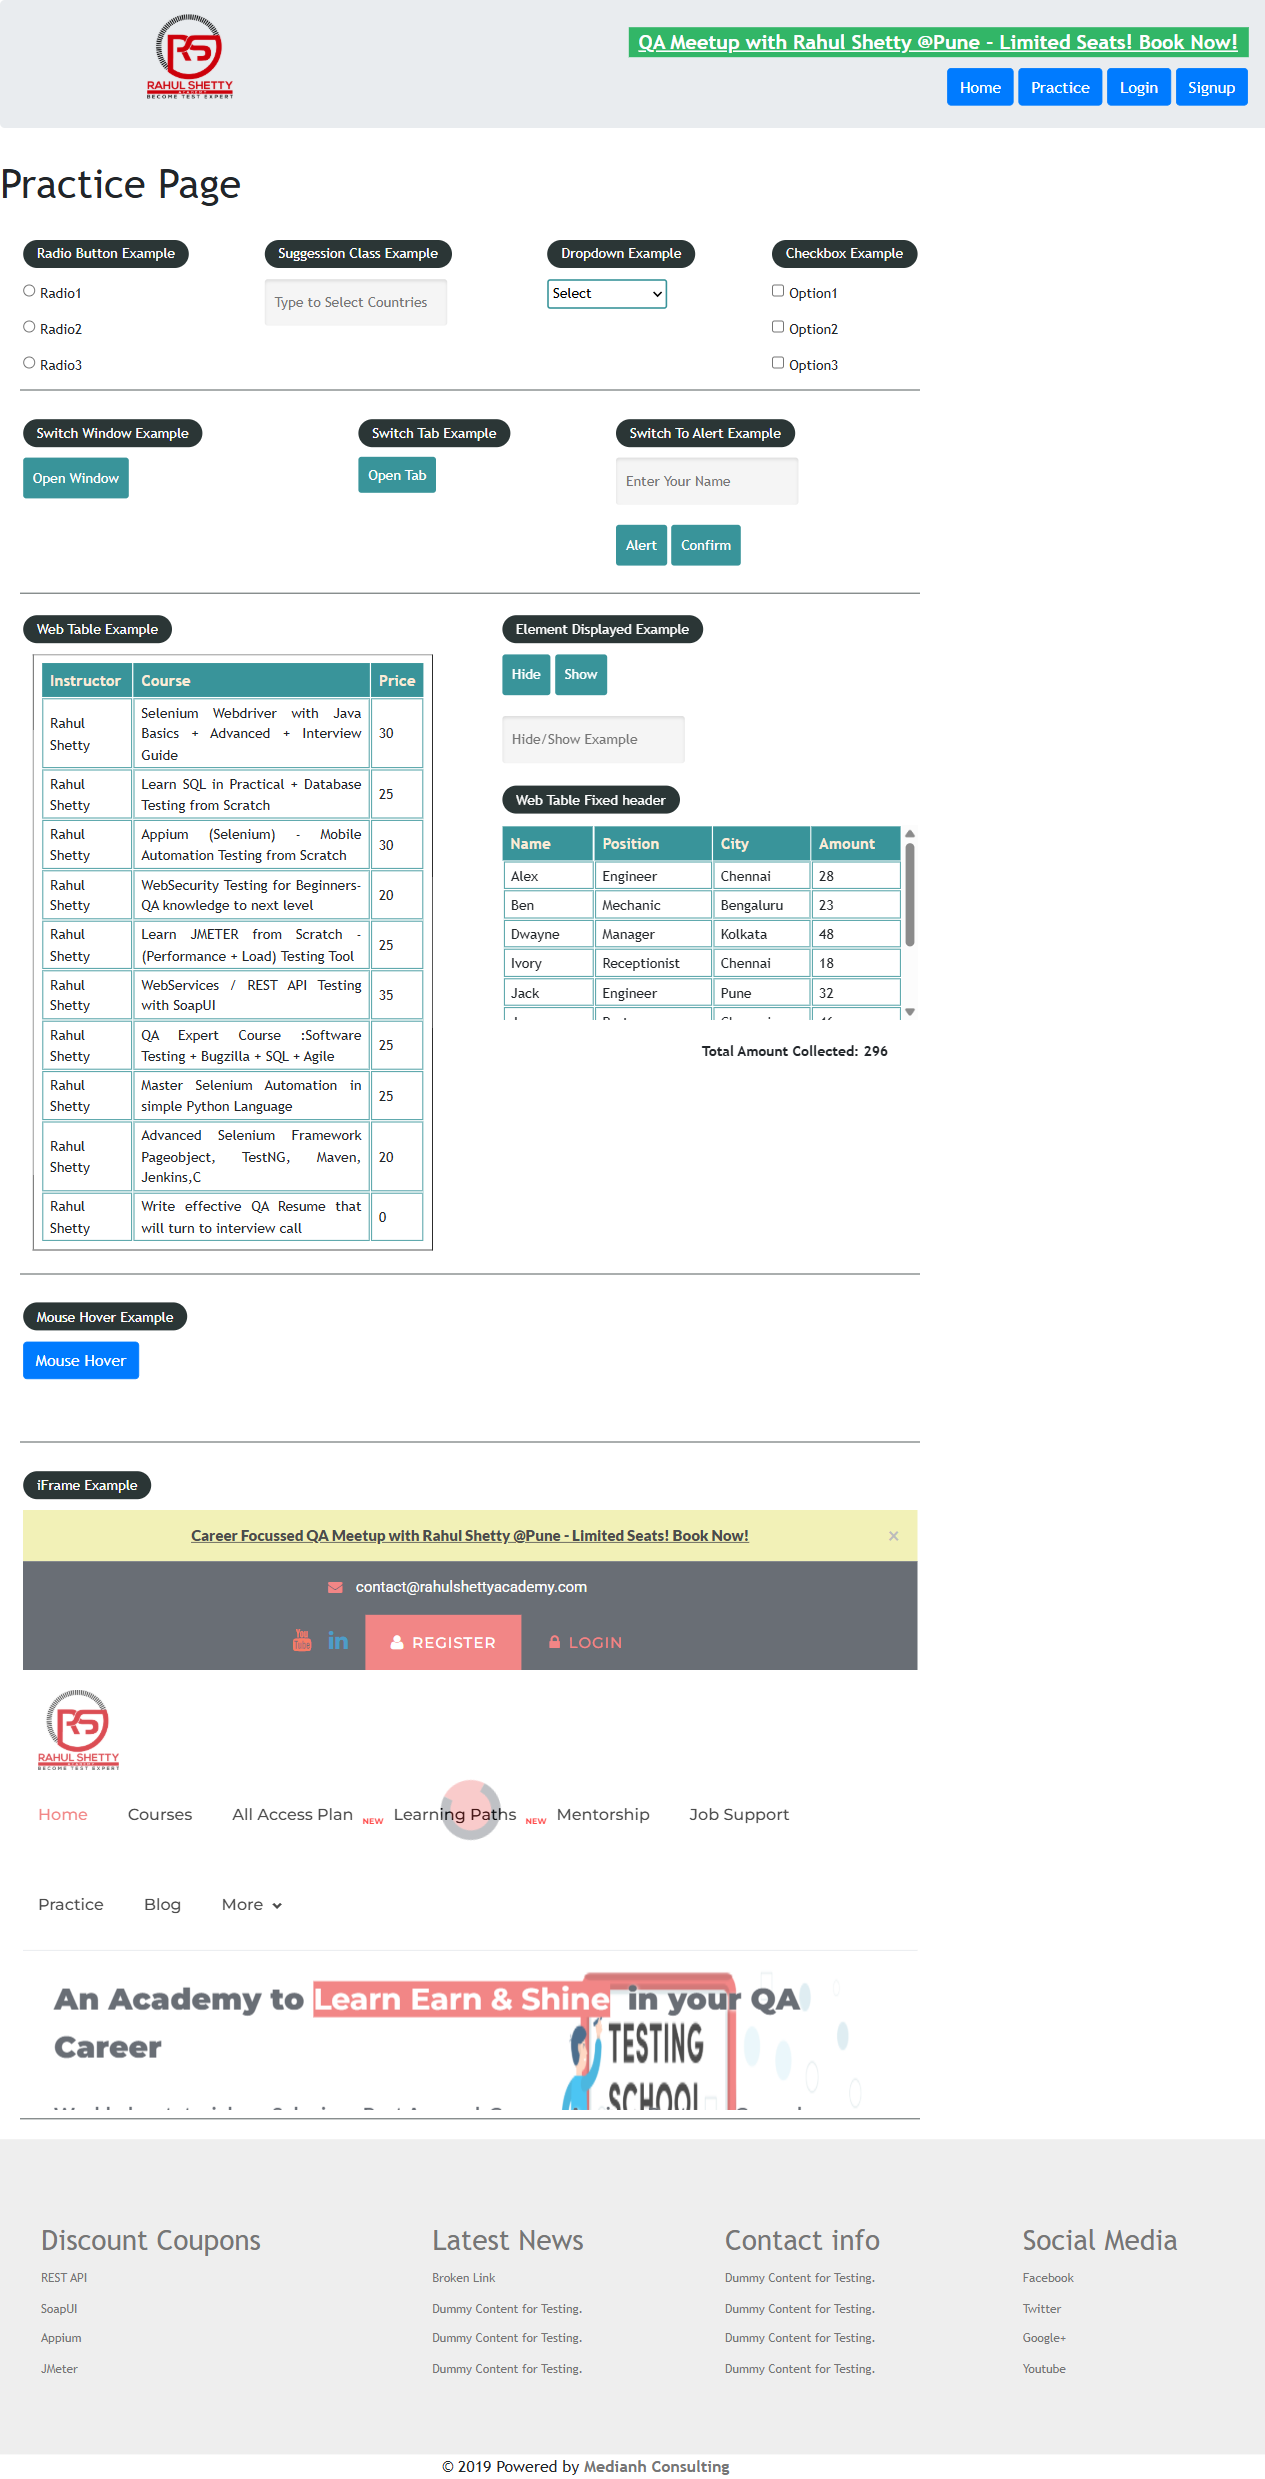 RS
RAHUL SHETTY
ACADEMY
BECOME TEST EXPERT
QA Meetup with Rahul Shetty @Pune - Limited Seats! Book Now!
Home Practice Login Signup
Practice Page
Radio Button Example Suggession Class Example Dropdown Example Checkbox Example
Radio1 Type to Select Countries Select Option1
Radio2 Option2
Radio3 Option3
Switch Window Example Switch Tab Example Switch To Alert Example
Open Window Open Tab Enter Your Name
Alert Confirm
Web Table Example
Instructor Course Price
Rahul Shetty Selenium Webdriver with Java
Basics + Advanced + Interview
Guide 30
Rahul Shetty Learn SQL in Practical + Database
Testing from Scratch 25
Rahul Shetty Appium (Selenium) - Mobile
Automation Testing from Scratch 30
Rahul Shetty WebSecurity Testing for Beginners-
QA knowledge to next level 20
Rahul Shetty Learn JMETER from Scratch -
(Performance + Load) Testing Tool 25
Rahul Shetty WebServices / REST API Testing
with SoapUI 35
Rahul Shetty QA Expert Course :Software
Testing + Bugzilla + SQL + Agile 25
Rahul Shetty Master Selenium Automation in
simple Python Language 25
Rahul Shetty Advanced Selenium Framework
Pageobject, TestNG, Maven,
Jenkins,C 20
Rahul Shetty Write effective QA Resume that
will turn to interview call 0
Element Displayed Example
Hide Show
Hide/Show Example
Web Table Fixed header
Name Position City Amount
Alex Engineer Chennai 28
Ben Mechanic Bengaluru 23
Dwayne Manager Kolkata 48
Ivory Receptionist Chennai 18
Jack Engineer Pune 32
Total Amount Collected: 296
Mouse Hover Example
Mouse Hover
iFrame Example
Career Focussed QA Meetup with Rahul Shetty @Pune - Limited Seats! Book Now! ×
contact@rahulshettyacademy.com
You Tube in REGISTER LOGIN
RS
RAHUL SHETTY
ACADEMY
BECOME TEST EXPERT
Home Courses All Access Plan NEW Learning Paths NEW Mentorship Job Support
Practice Blog More
An Academy to Learn Earn & Shine in your QA
Career
TESTING
SCHOOL
Discount Coupons Latest News Contact info Social Media
REST API Broken Link Dummy Content for Testing. Facebook
SoapUI Dummy Content for Testing. Dummy Content for Testing. Twitter
Appium Dummy Content for Testing. Dummy Content for Testing. Google+
JMeter Dummy Content for Testing. Dummy Content for Testing. Youtube
© 2019 Powered by Medianh Consulting